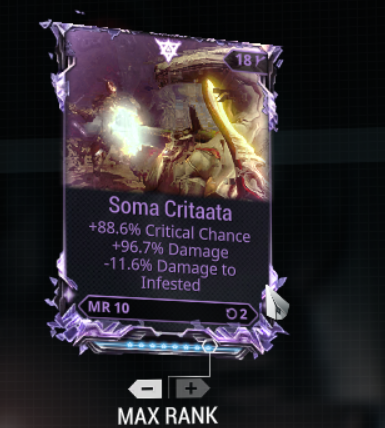 18
Soma Critaata
+88.6% Critical Chance
+96.7% Damage
-11.6% Damage to
Infested
MR 10
2
MAX RANK